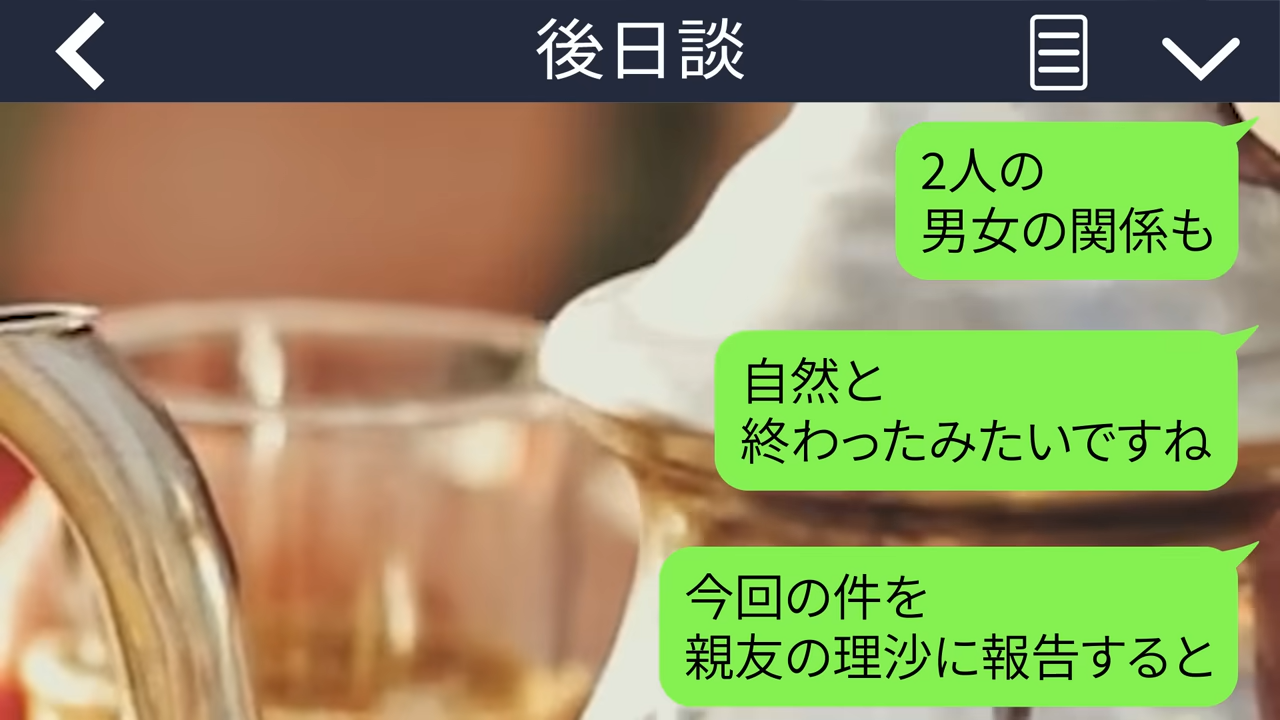 後日談
2人の
男女の関係も
自然と
終わったみたいですね
今回の件を
親友の理沙に報告すると